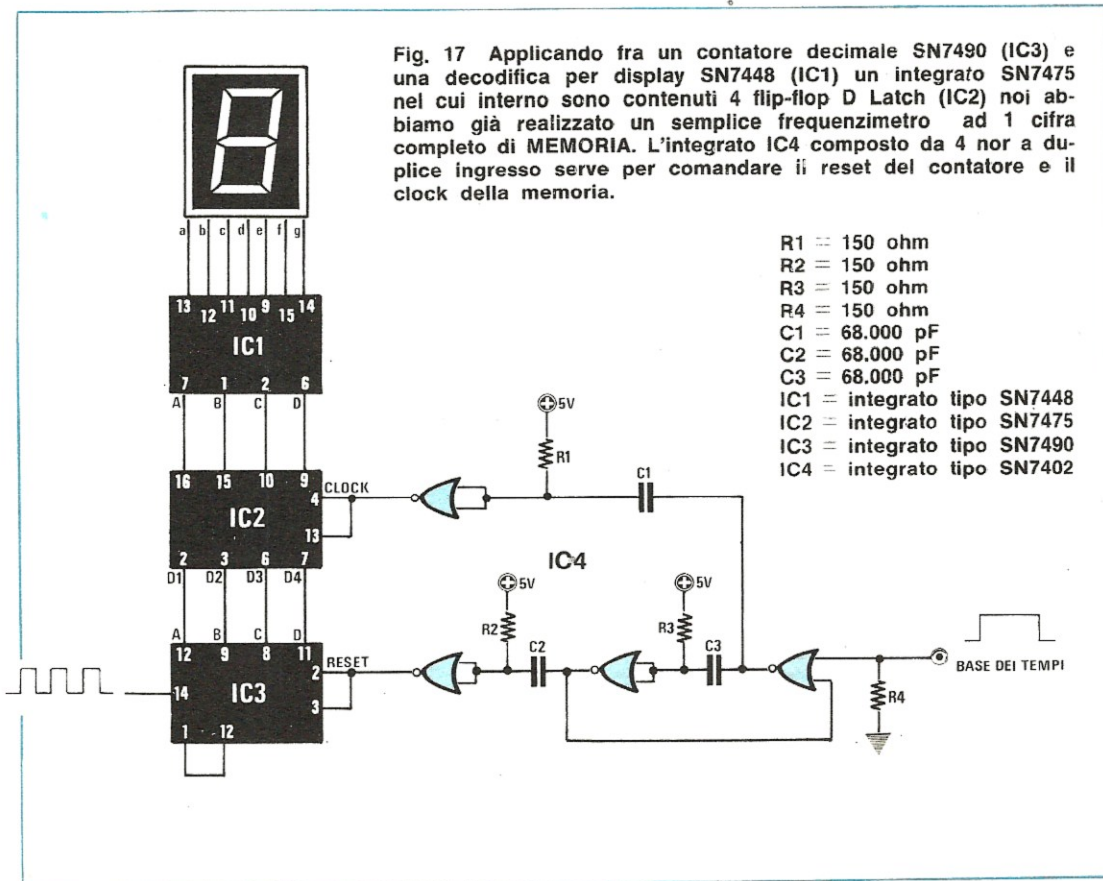 Fig. 17 Applicando fra un contatore decimale SN7490 (IC3) e
una decodifica per display SN7448 (IC1) un integrato SN7475
nel cui interno sono contenuti 4 flip-flop D Latch (IC2) noi ab-
biamo già realizzato un semplice frequenzimetro ad 1 cifra
completo di MEMORIA. L'integrato IC4 composto da 4 nor a du-
plice ingresso serve per comandare il reset del contatore e il
clock della memoria.
R1 = 150 ohm
R2 = 150 ohm
R3 = 150 ohm
R4 = 150 ohm
C1 = 68.000 pF
C2 = 68.000 pF
C3 = 68.000 pF
IC1 = integrato tipo SN7448
IC2 = integrato tipo SN7475
IC3 = integrato tipo SN7490
IC4 = integrato tipo SN7402
a b c d e f g
13 12 11 10 9 15 14
IC1
7 1 2 6
A B C D
5V
R1
C1
16 15 10 9
4 CLOCK
IC2
13
2 3 6 7
D1 D2 D3 D4
IC4
5V
5V
R2
C2
R3
C3
A B C D
12 9 8 11
2 RESET
14
IC3
3
1 12
R4
BASE DEI TEMPI